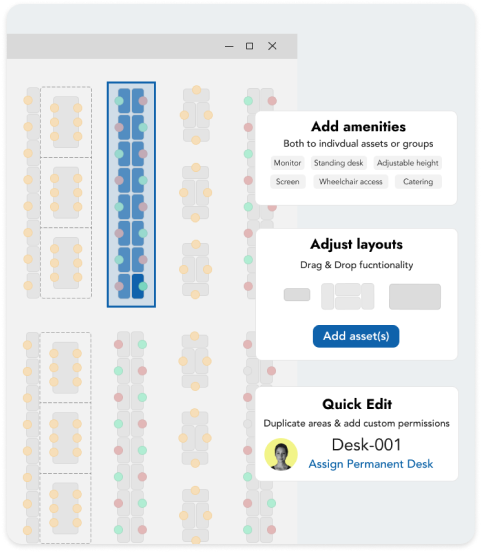 Add amenities
Both to indivdual assets or groups
Monitor Standing desk Adjustable height
Screen Wheelchair access Catering
Adjust layouts
Drag & Drop fucntionality
Add asset(s)
Quick Edit
Duplicate areas & add custom permissions
Desk-001
Assign Permanent Desk